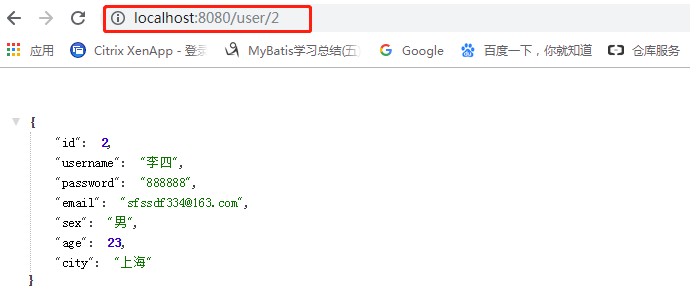 localhost:8080/user/2
应用 Citrix XenApp - 登录 MyBatis学习总结(五) Google 百度一下，你就知道 仓库服务
{
"id": 2,
"username": "李四",
"password": "888888",
"email": "sfssdf334@163.com",
"sex": "男",
"age": 23,
"city": "上海"
}